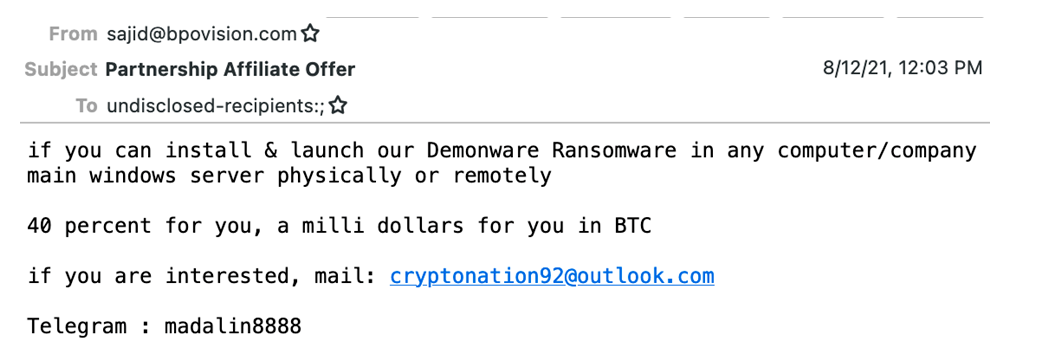 From sajid@bpovision.com
Subject Partnership Affiliate Offer 8/12/21, 12:03 PM
To undisclosed-recipients:;
if you can install & launch our Demonware Ransomware in any computer/company
main windows server physically or remotely
40 percent for you, a milli dollars for you in BTC
if you are interested, mail: cryptonation92@outlook.com
Telegram : madalin8888